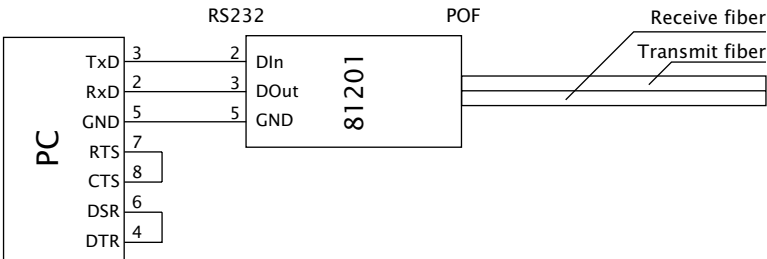 RS232
POF
Receive fiber
Transmit fiber
TxD 3 2 DIn
RxD 2 3 DOut
GND 5 5 GND
RTS 7
CTS 8
DSR 6
DTR 4
PC
81201